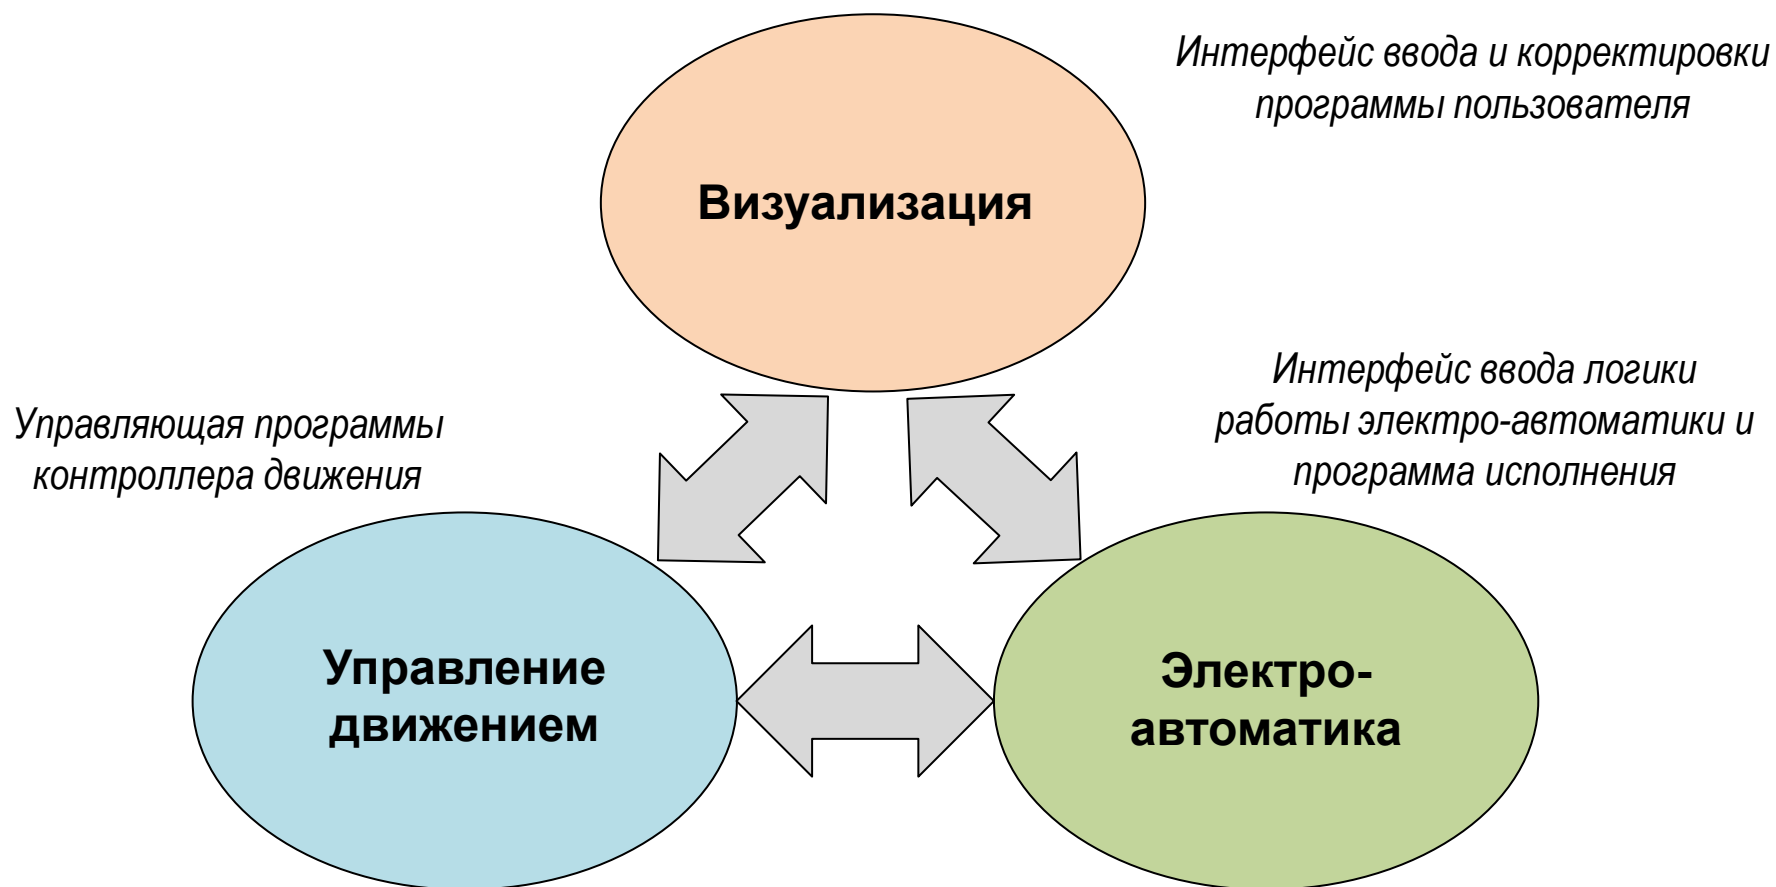 Интерфейс ввода и корректировки
программы пользователя
Визуализация
Интерфейс ввода логики
работы электро-автоматики и
программа исполнения
Управляющая программы
контроллера движения
Управление
движением
Электро-
автоматика